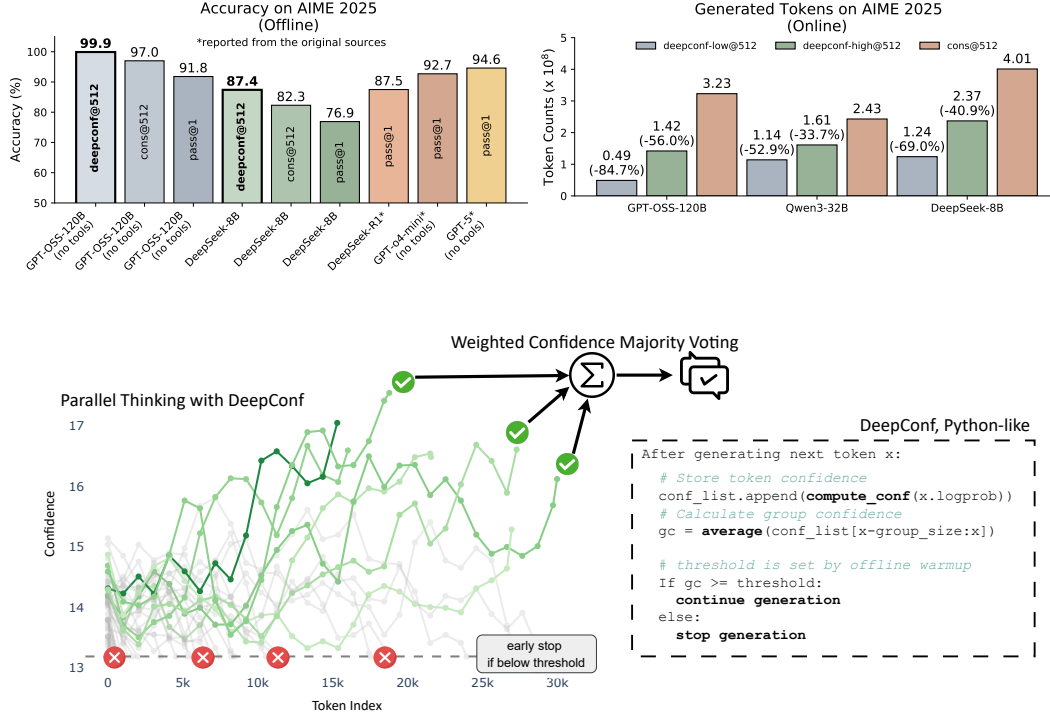 Accuracy on AIME 2025
(Offline)
*reported from the original sources
Accuracy (%)
100
90
80
70
60
50
99.9
97.0
91.8
87.4
82.3
76.9
87.5
92.7
94.6
deepconf@512
cons@512
pass@1
deepconf@512
cons@512
pass@1
pass@1
pass@1
pass@1
GPT-OSS-120B
(no tools)
GPT-OSS-120B
(no tools)
GPT-OSS-120B
(no tools)
DeepSeek-8B
DeepSeek-8B
DeepSeek-8B
DeepSeek-R1*
GPT-o4-mini*
(no tools)
GPT-5*
(no tools)
Generated Tokens on AIME 2025
(Online)
deepconf-low@512
deepconf-high@512
cons@512
Token Counts (x 10⁸)
5
4
3
2
1
0
0.49
(-84.7%)
1.42
(-56.0%)
3.23
1.14
(-52.9%)
1.61
(-33.7%)
2.43
1.24
(-69.0%)
2.37
(-40.9%)
4.01
GPT-OSS-120B
Qwen3-32B
DeepSeek-8B
Weighted Confidence Majority Voting
Σ
Parallel Thinking with DeepConf
Confidence
17
16
15
14
13
0
5k
10k
15k
20k
25k
30k
Token Index
early stop
if below threshold
DeepConf, Python-like
After generating next token x:
# Store token confidence
conf_list.append(compute_conf(x.logprob))
# Calculate group confidence
gc = average(conf_list[x-group_size:x])
# threshold is set by offline warmup
If gc >= threshold:
continue generation
else:
stop generation